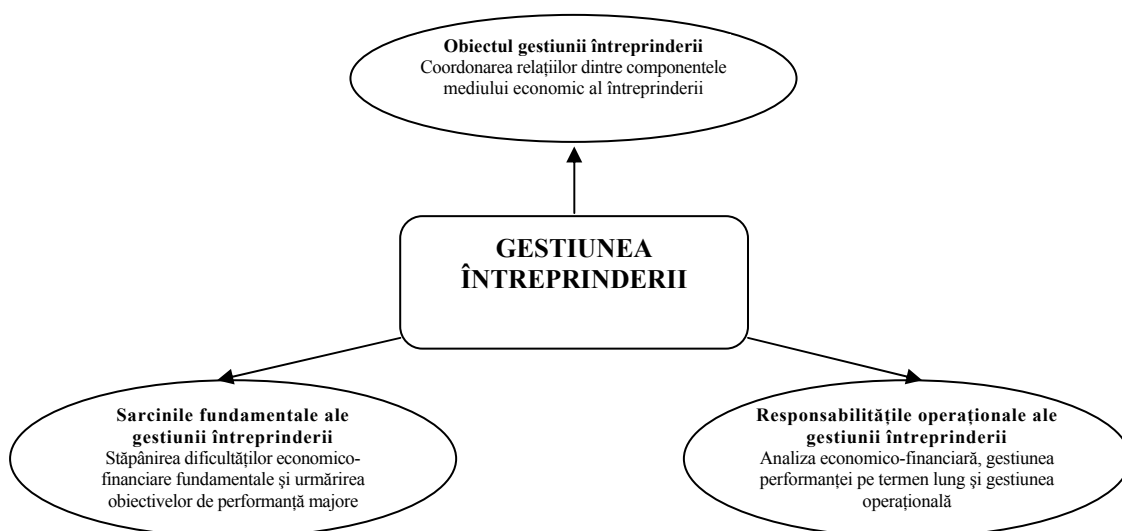 Obiectul gestiunii întreprinderii
Coordonarea relațiilor dintre componentele
mediului economic al întreprinderii
GESTIUNEA
ÎNTREPRINDERII
Sarcinile fundamentale ale
gestiunii întreprinderii
Stăpânirea dificultăților economico-
financiare fundamentale şi urmărirea
obiectivelor de performanță majore
Responsabilitățile operaționale ale
gestiunii întreprinderii
Analiza economico-financiară, gestiunea
performanței pe termen lung şi gestiunea
operațională